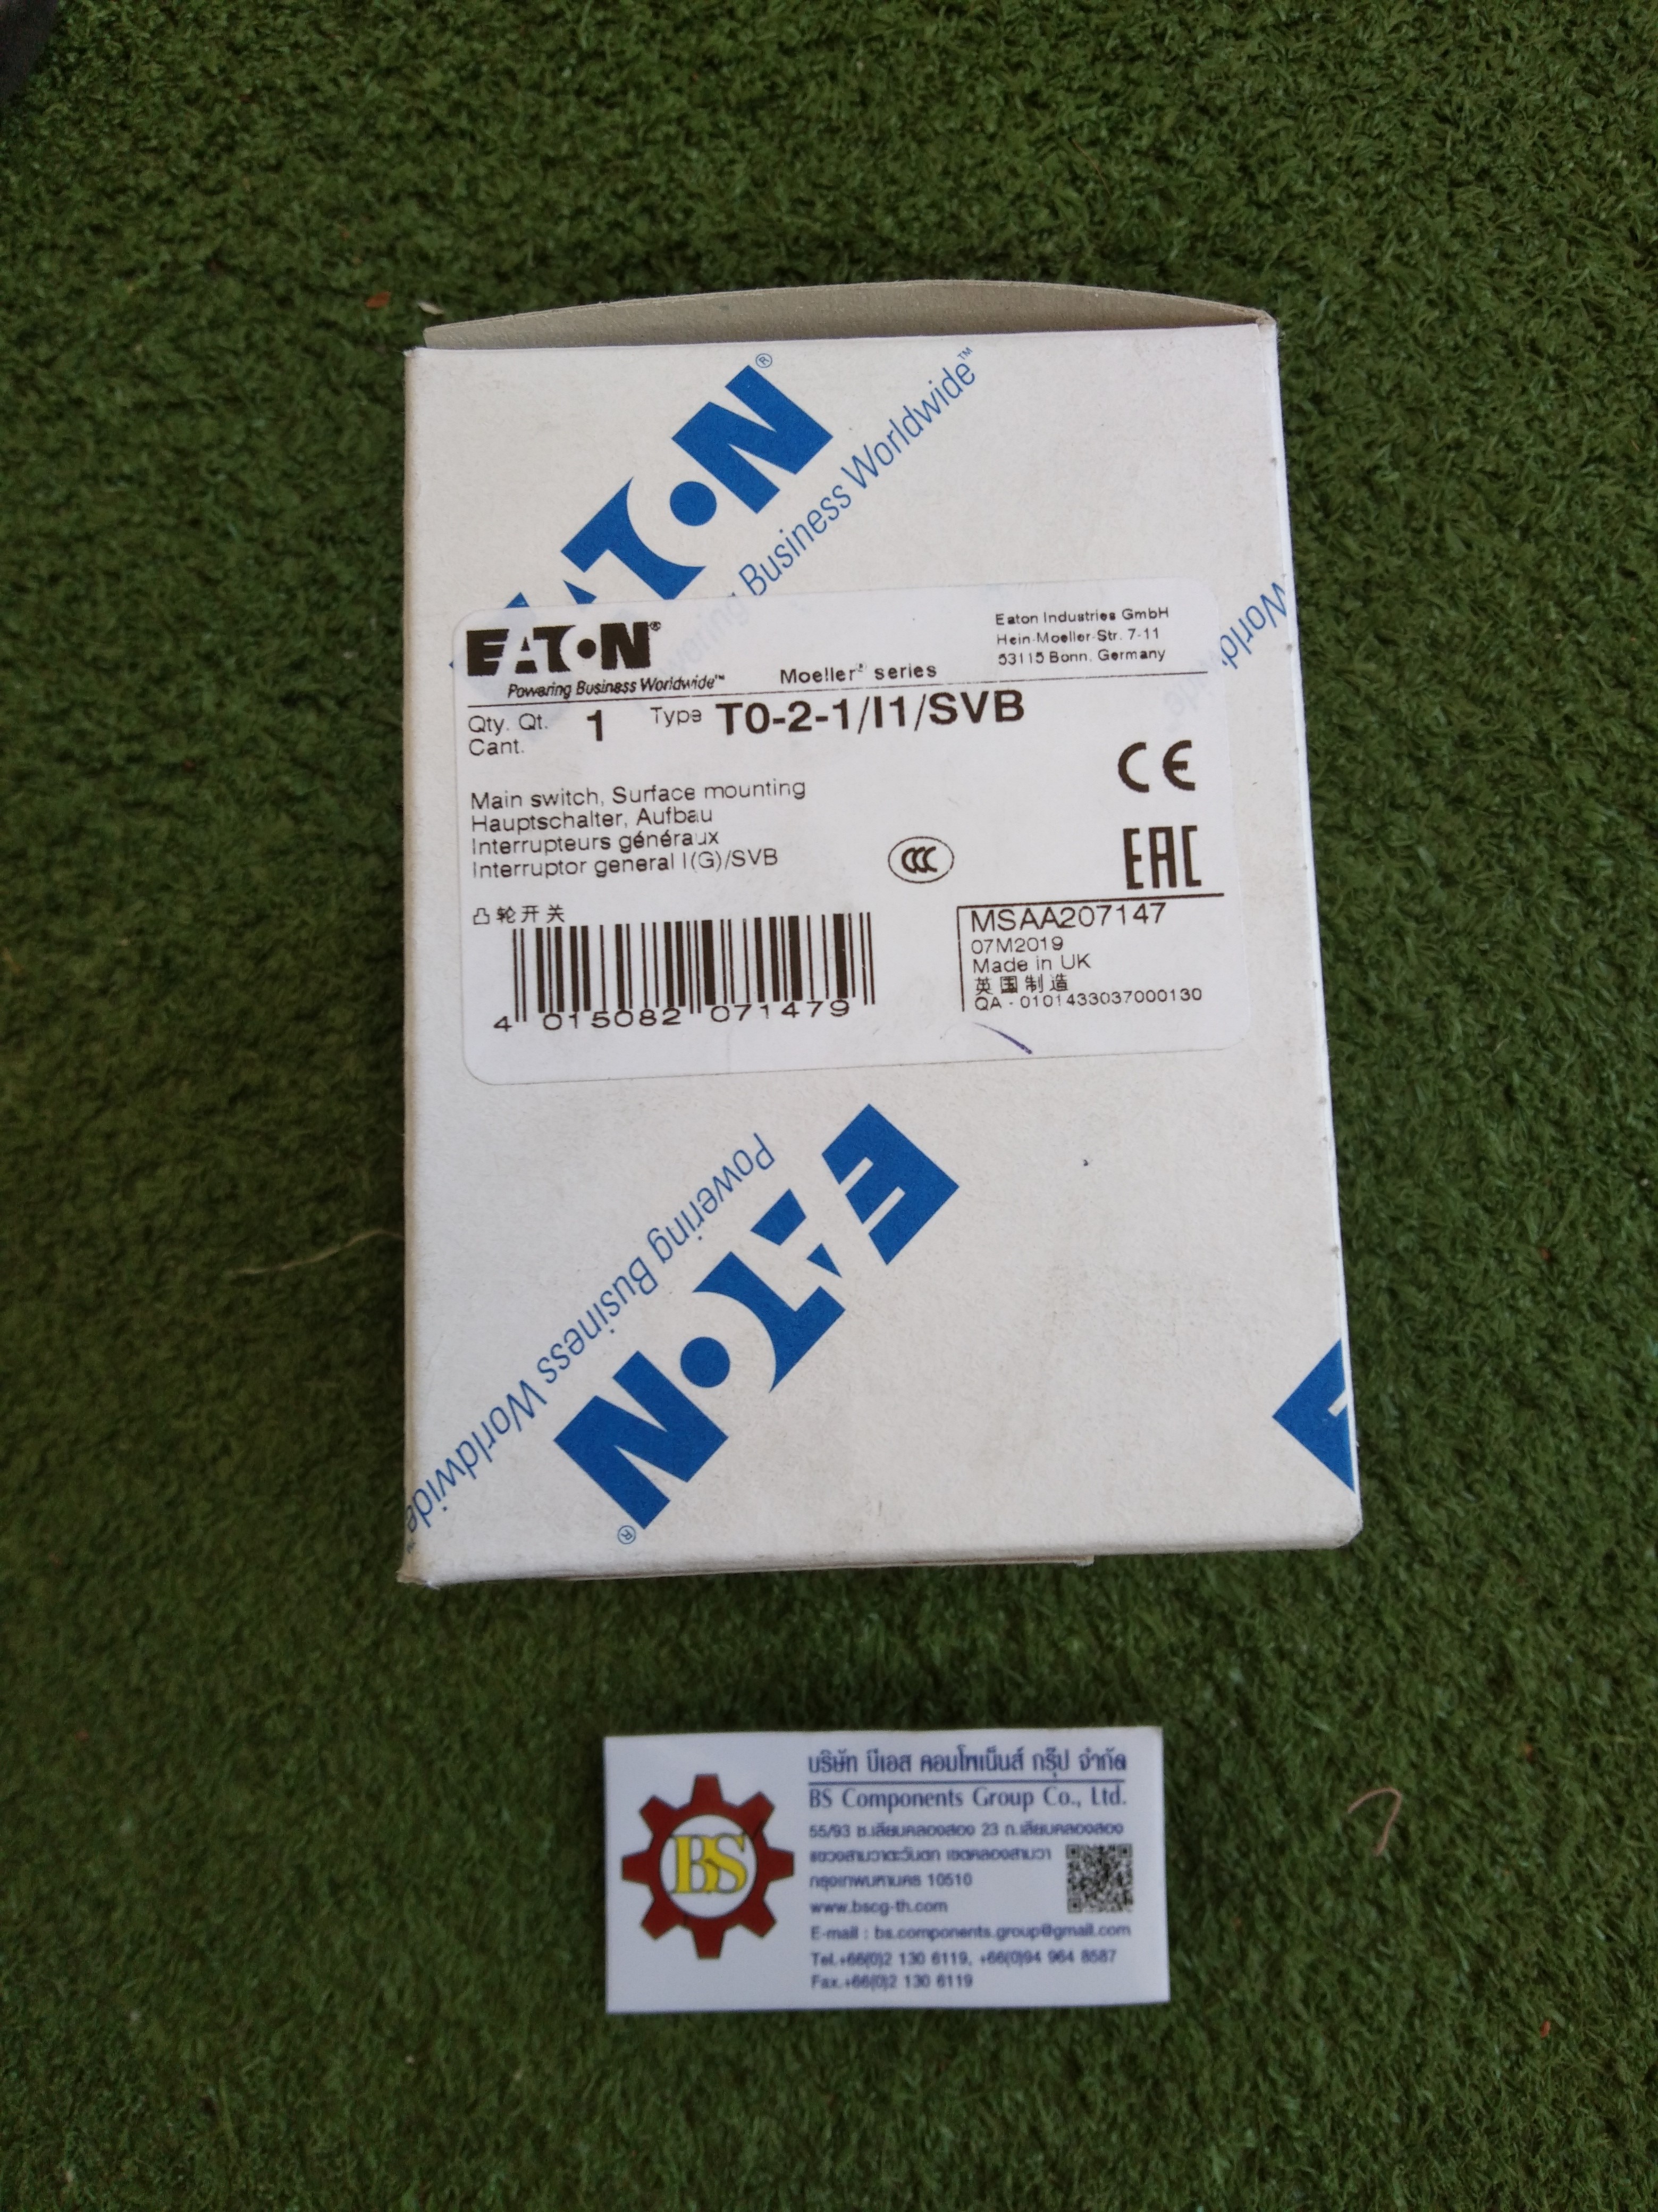 EATON®
Business Worldwide™
World
EATON®
Powering Business Worldwide™
Moeller® series
Eaton Industries GmbH
Hein-Moeller-Str. 7-11
53115 Bonn. Germany
Qty. Qt. 1 Type T0-2-1/I1/SVB
Cant.
CE
Main switch, Surface mounting
Hauptschalter, Aufbau
Interrupteurs généraux
Interruptor general I(G)/SVB
CCC
EAC
凸轮开关
4 015082 071479
MSAA207147
07M2019
Made in UK
英国制造
QA - 0101433037000130
Powering Business Worldwide
EATON®
BS
บริษัท บีเอส คอมโพเน็นส์ กรุ๊ป จำกัด
BS Components Group Co., Ltd.
55/93 ซ.เลียบคลองสอง 23 ถ.เลียบคลองสอง
แขวงสามวาตะวันตก เขตคลองสามวา
กรุงเทพมหานคร 10510
www.bscg-th.com
E-mail : bs.components.group@gmail.com
Tel.+66(0)2 130 6119, +66(0)94 964 8587
Fax.+66(0)2 130 6119